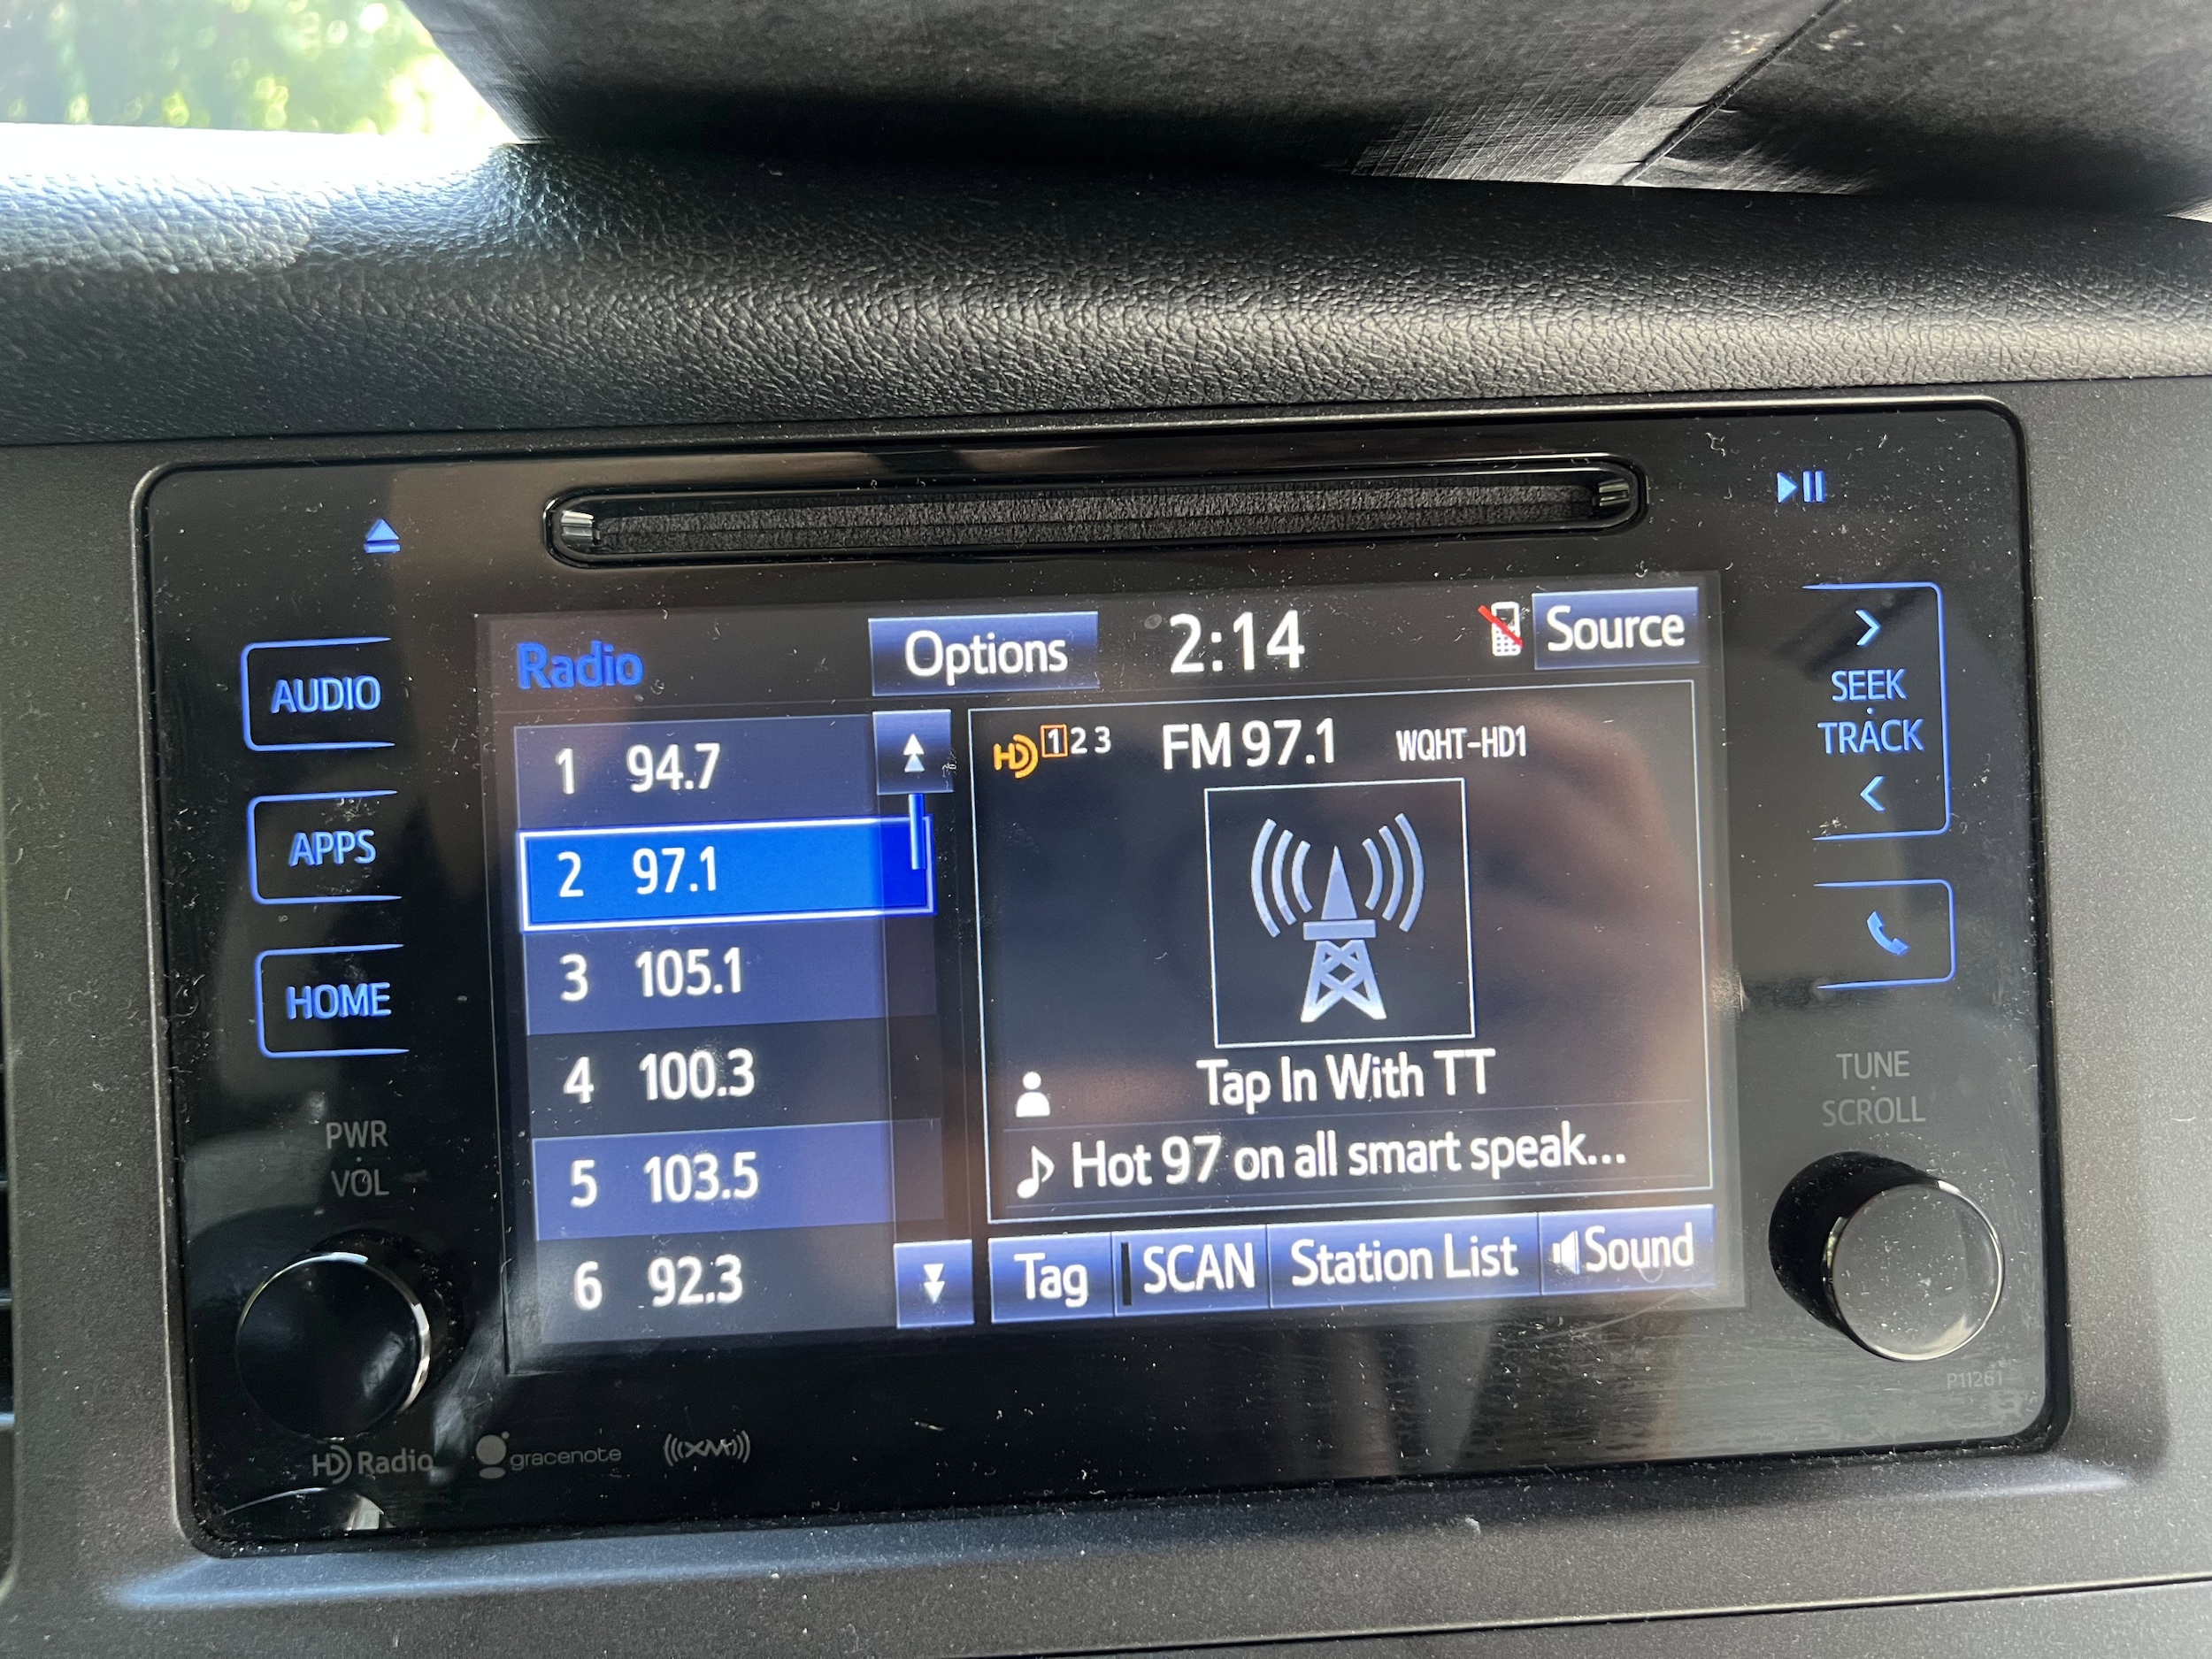 Radio
Options
2:14
Source
AUDIO
APPS
HOME
PWR
VOL
1 94.7
2 97.1
3 105.1
4 100.3
5 103.5
6 92.3
HD 1 2 3 FM 97.1 WQHT-HD1
Tap In With TT
Hot 97 on all smart speak...
Tag
SCAN
Station List
Sound
SEEK
TRACK
TUNE
SCROLL
P11261
HD Radio
gracenote
XM